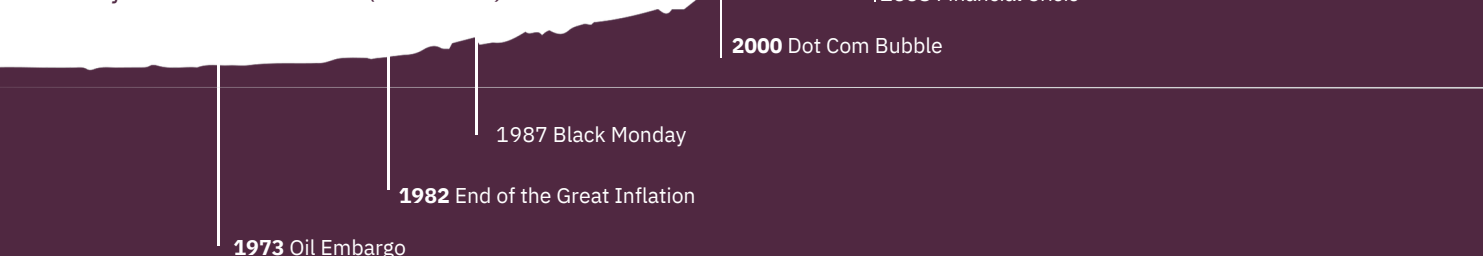 2000 Dot Com Bubble
1987 Black Monday
1982 End of the Great Inflation
1973 Oil Embargo